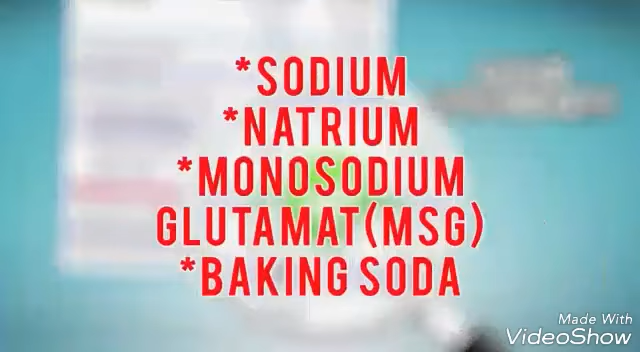 *SODIUM
*NATRIUM
*MONOSODIUM
GLUTAMAT(MSG)
*BAKING SODA
Made With
VideoShow